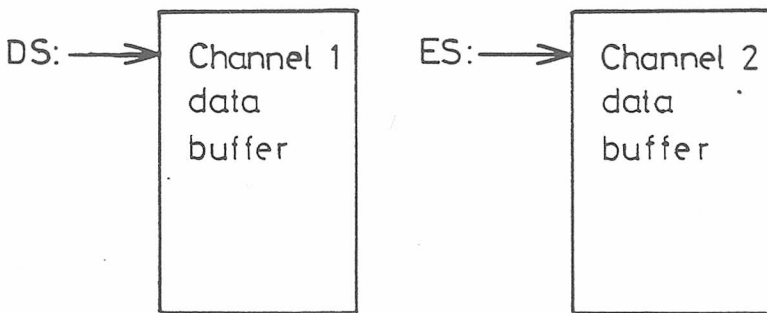 DS:
Channel 1
data
buffer
ES:
Channel 2
data
buffer